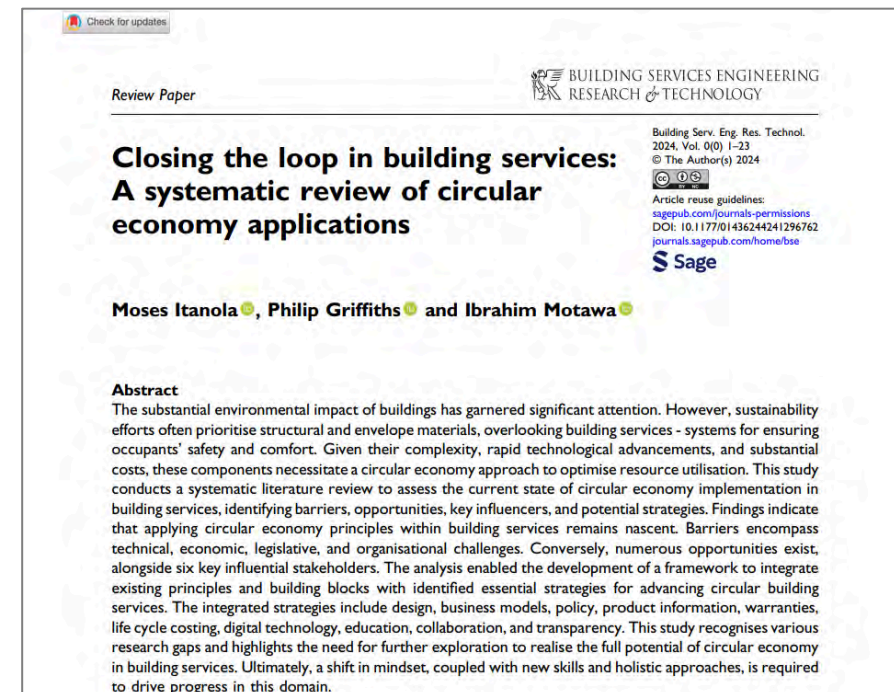 Check for updates
Review Paper
BUILDING SERVICES ENGINEERING
RESEARCH & TECHNOLOGY
Closing the loop in building services:
A systematic review of circular
economy applications
Building Serv. Eng. Res. Technol.
2024, Vol. 0(0) 1–23
© The Author(s) 2024
CC BY NC
Article reuse guidelines:
sagepub.com/journals-permissions
DOI: 10.1177/01436244241296762
journals.sagepub.com/home/bse
S Sage
Moses Itanola iD, Philip Griffiths iD and Ibrahim Motawa iD
Abstract
The substantial environmental impact of buildings has garnered significant attention. However, sustainability
efforts often prioritise structural and envelope materials, overlooking building services - systems for ensuring
occupants’ safety and comfort. Given their complexity, rapid technological advancements, and substantial
costs, these components necessitate a circular economy approach to optimise resource utilisation. This study
conducts a systematic literature review to assess the current state of circular economy implementation in
building services, identifying barriers, opportunities, key influencers, and potential strategies. Findings indicate
that applying circular economy principles within building services remains nascent. Barriers encompass
technical, economic, legislative, and organisational challenges. Conversely, numerous opportunities exist,
alongside six key influential stakeholders. The analysis enabled the development of a framework to integrate
existing principles and building blocks with identified essential strategies for advancing circular building
services. The integrated strategies include design, business models, policy, product information, warranties,
life cycle costing, digital technology, education, collaboration, and transparency. This study recognises various
research gaps and highlights the need for further exploration to realise the full potential of circular economy
in building services. Ultimately, a shift in mindset, coupled with new skills and holistic approaches, is required
to drive progress in this domain.